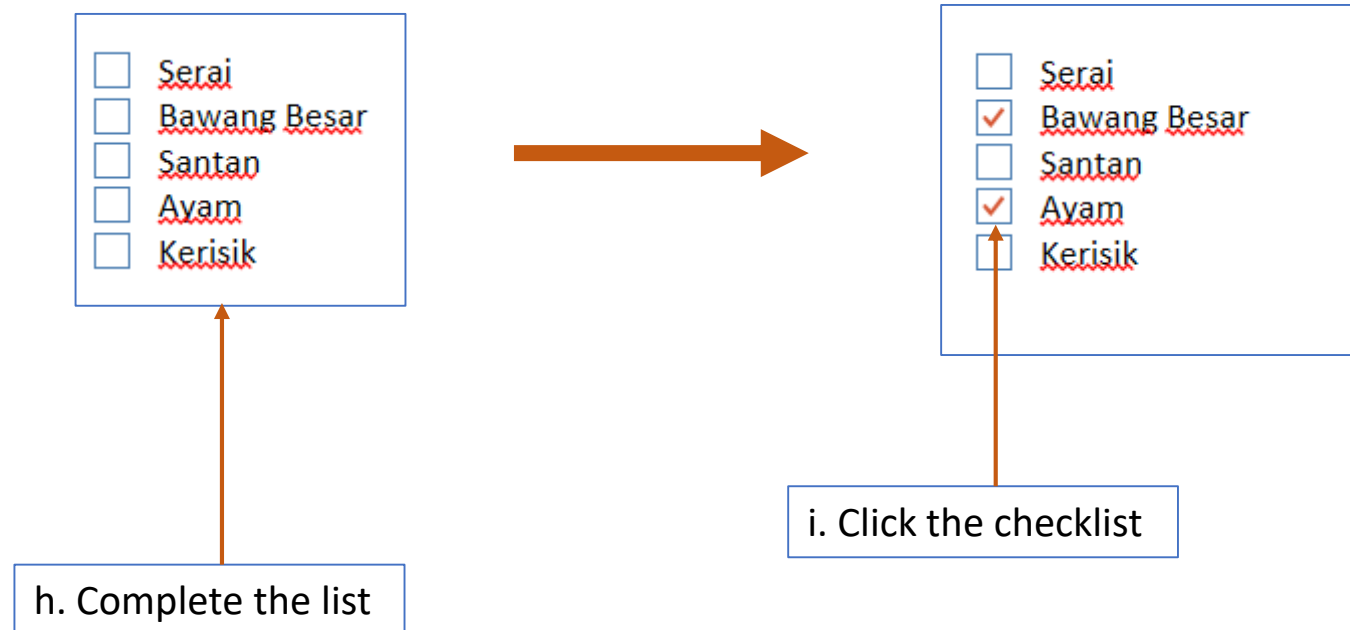 Serai
Bawang Besar
Santan
Ayam
Kerisik
Serai
Bawang Besar
Santan
Ayam
Kerisik
i. Click the checklist
h. Complete the list